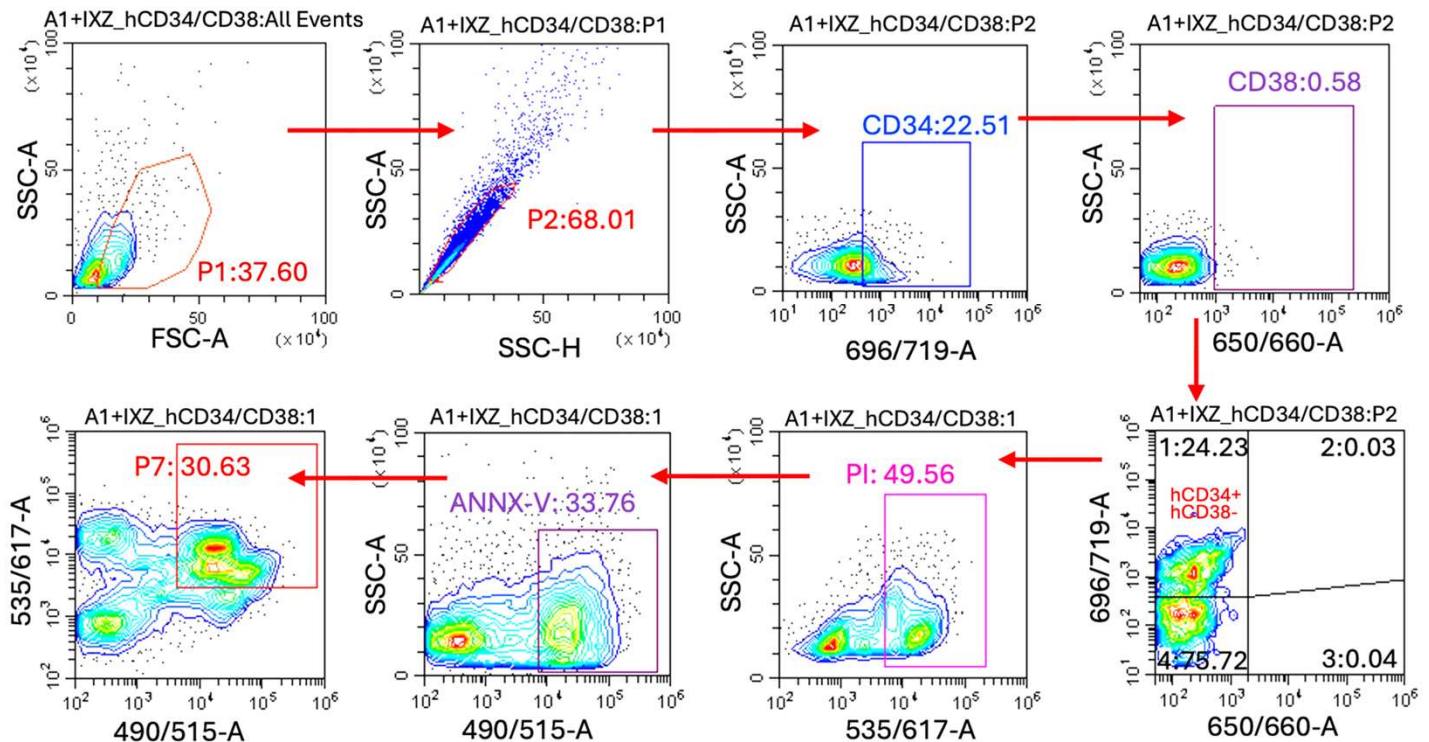 A1+IXZ_hCD34/CD38:All Events
100
(×10⁴)
SSC-A
50
0
P1:37.60
0
50
100
FSC-A
(×10⁴)
A1+IXZ_hCD34/CD38:P1
100
(×10⁴)
SSC-A
50
0
P2:68.01
0
50
100
SSC-H
(×10⁴)
A1+IXZ_hCD34/CD38:P2
100
(×10⁴)
SSC-A
50
0
CD34:22.51
10¹ 10² 10³ 10⁴ 10⁵ 10⁶
696/719-A
A1+IXZ_hCD34/CD38:P2
100
(×10⁴)
SSC-A
50
0
CD38:0.58
10² 10³ 10⁴ 10⁵ 10⁶
650/660-A
A1+IXZ_hCD34/CD38:1
535/617-A
10⁶
10⁵
10⁴
10³
10²
P7: 30.63
10² 10³ 10⁴ 10⁵ 10⁶
490/515-A
A1+IXZ_hCD34/CD38:1
100
(×10⁴)
SSC-A
50
0
ANNX-V: 33.76
10² 10³ 10⁴ 10⁵ 10⁶
490/515-A
A1+IXZ_hCD34/CD38:1
100
(×10⁴)
SSC-A
50
0
PI: 49.56
10² 10³ 10⁴ 10⁵ 10⁶
535/617-A
A1+IXZ_hCD34/CD38:P2
696/719-A
10⁶
10⁵
10⁴
10³
10²
10¹
1:24.23
2:0.03
hCD34+
hCD38-
4:75.72
3:0.04
10² 10³ 10⁴ 10⁵ 10⁶
650/660-A